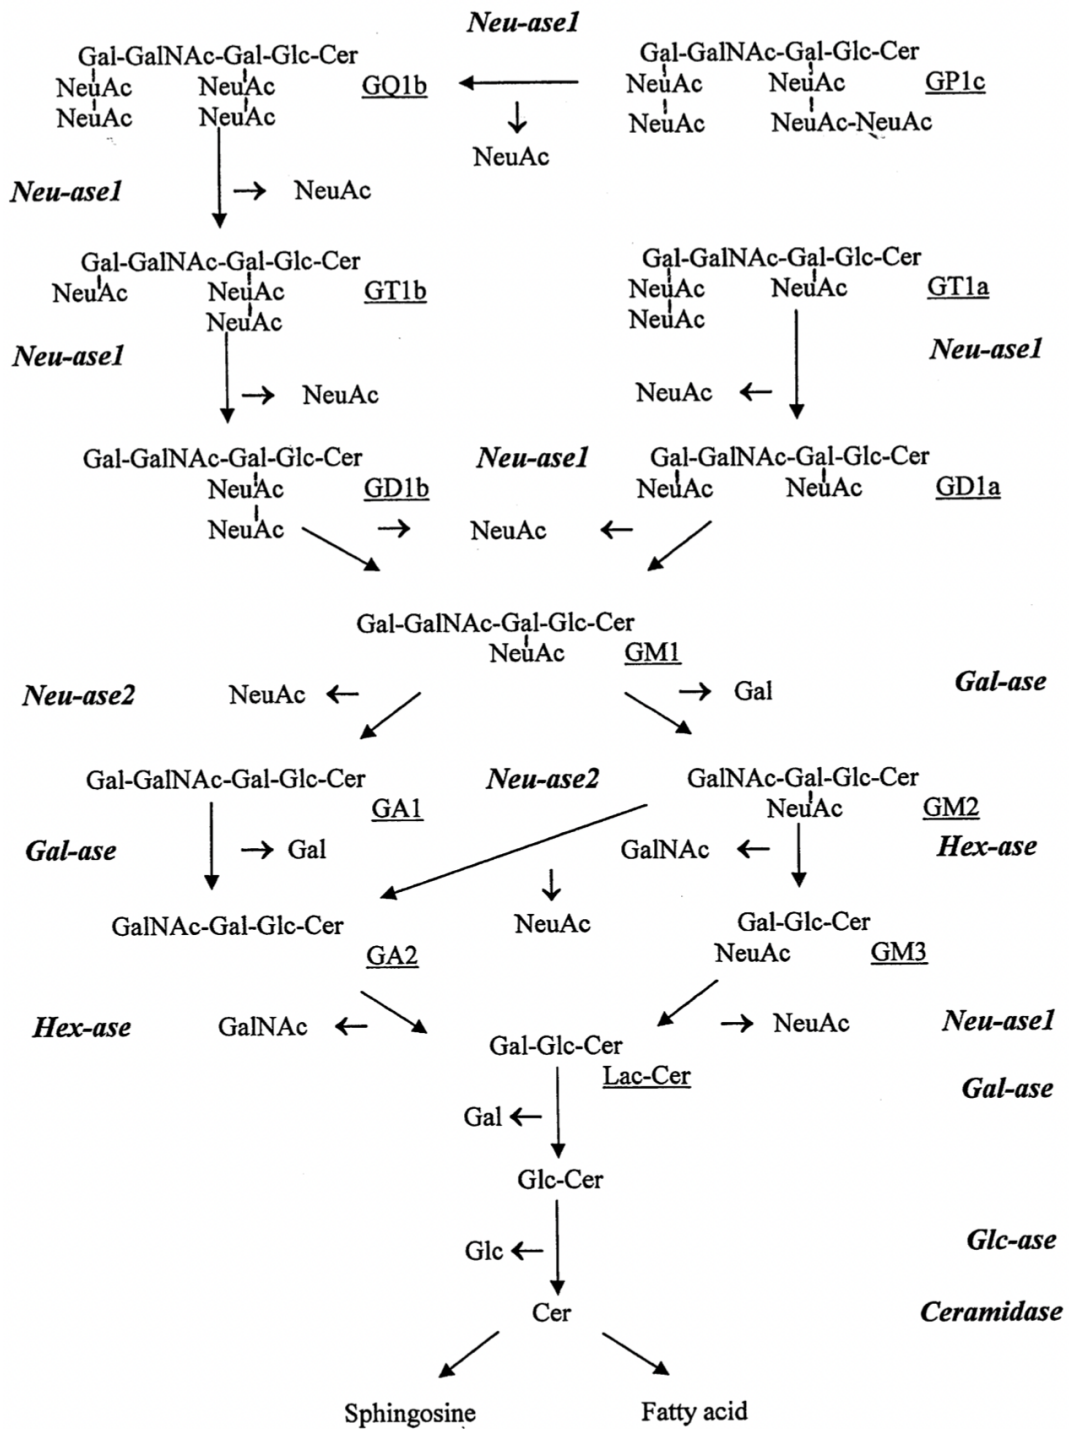 Neu-ase1
Gal-GalNAc-Gal-Glc-Cer
NeuAc NeuAc GQ1b
NeuAc NeuAc
Gal-GalNAc-Gal-Glc-Cer
NeuAc NeuAc GP1c
NeuAc NeuAc-NeuAc
NeuAc
Neu-ase1 NeuAc
Gal-GalNAc-Gal-Glc-Cer
NeuAc NeuAc GT1b
NeuAc
Gal-GalNAc-Gal-Glc-Cer
NeuAc NeuAc GT1a
NeuAc
Neu-ase1 Neu-ase1
NeuAc NeuAc
Gal-GalNAc-Gal-Glc-Cer Neu-ase1 Gal-GalNAc-Gal-Glc-Cer
NeuAc GD1b NeuAc NeuAc GD1a
NeuAc NeuAc
Gal-GalNAc-Gal-Glc-Cer
NeuAc GM1
Neu-ase2 NeuAc Gal Gal-ase
Gal-GalNAc-Gal-Glc-Cer Neu-ase2 GalNAc-Gal-Glc-Cer
GA1 NeuAc GM2
Gal-ase Gal GalNAc Hex-ase
GalNAc-Gal-Glc-Cer NeuAc Gal-Glc-Cer
GA2 NeuAc GM3
Hex-ase GalNAc NeuAc Neu-ase1
Gal-Glc-Cer
Lac-Cer Gal-ase
Gal
Glc-Cer
Glc Glc-ase
Cer Ceramidase
Sphingosine Fatty acid